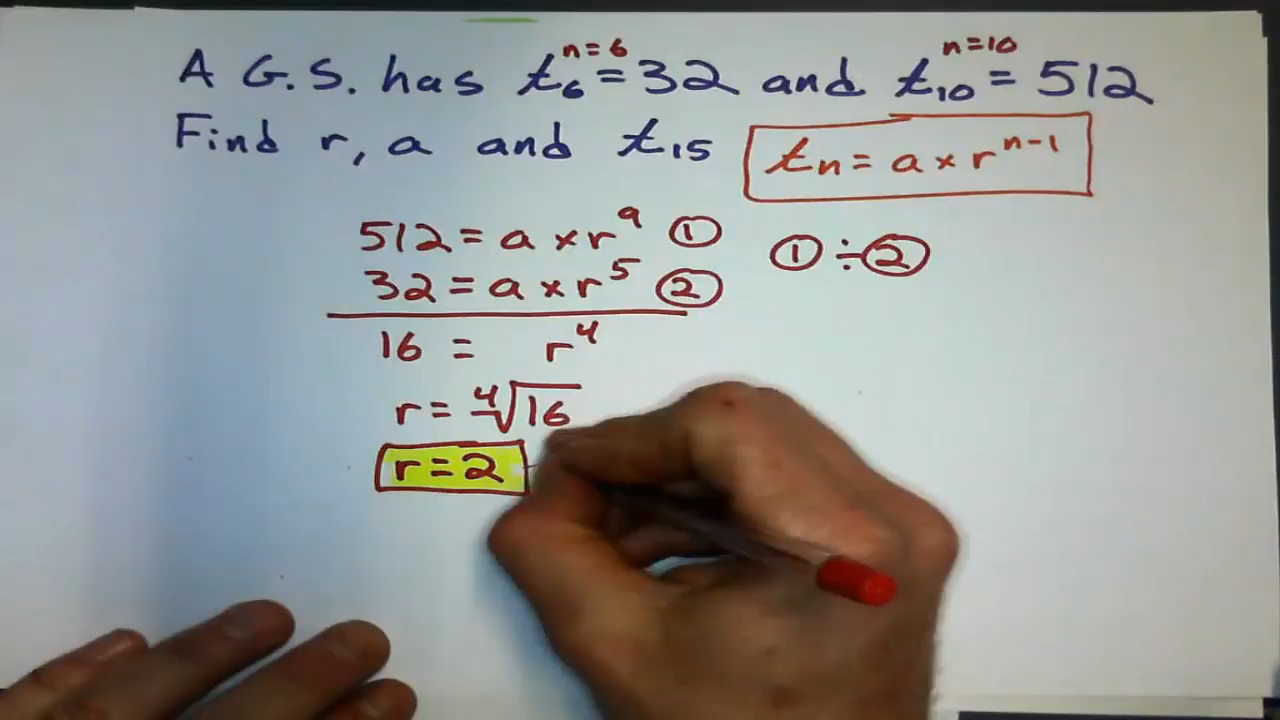 A G.S. has t₆ = 32 and t₁₀ = 512
n=6 n=10
Find r, a and t₁₅
tₙ = a × rⁿ⁻¹
512 = a × r⁹ ①
32 = a × r⁵ ②
① ÷ ②
16 = r⁴
r = ⁴√16
r = 2